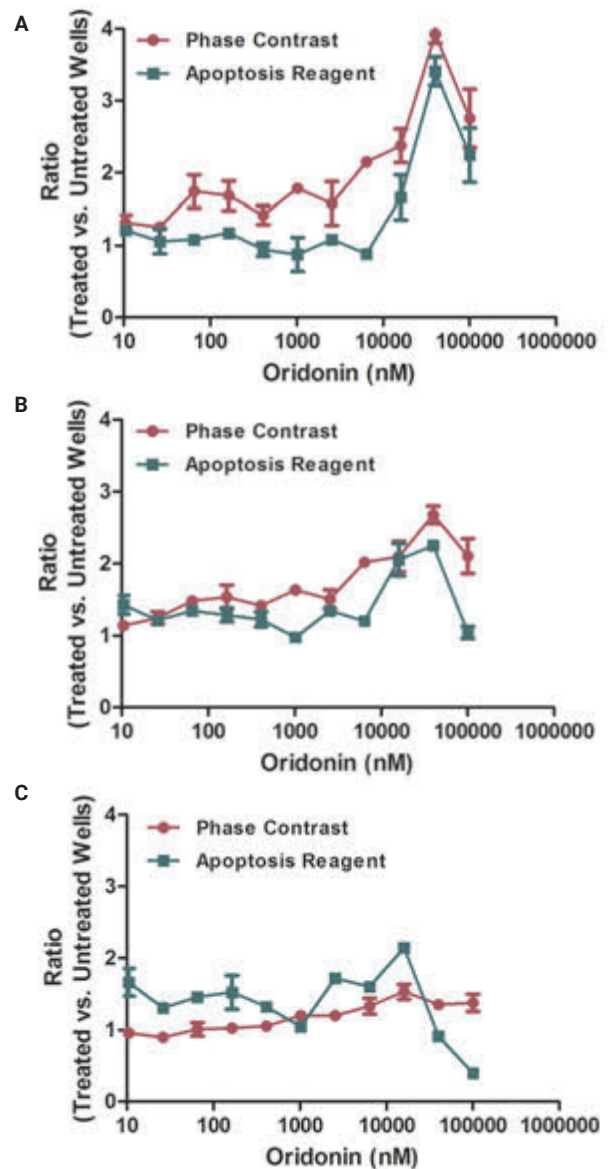 A
Phase Contrast
Apoptosis Reagent
Ratio
(Treated vs. Untreated Wells)
4
3
2
1
0
10 100 1000 10000 100000 1000000
Oridonin (nM)
B
Phase Contrast
Apoptosis Reagent
Ratio
(Treated vs. Untreated Wells)
4
3
2
1
0
10 100 1000 10000 100000 1000000
Oridonin (nM)
C
Phase Contrast
Apoptosis Reagent
Ratio
(Treated vs. Untreated Wells)
4
3
2
1
0
10 100 1000 10000 100000 1000000
Oridonin (nM)